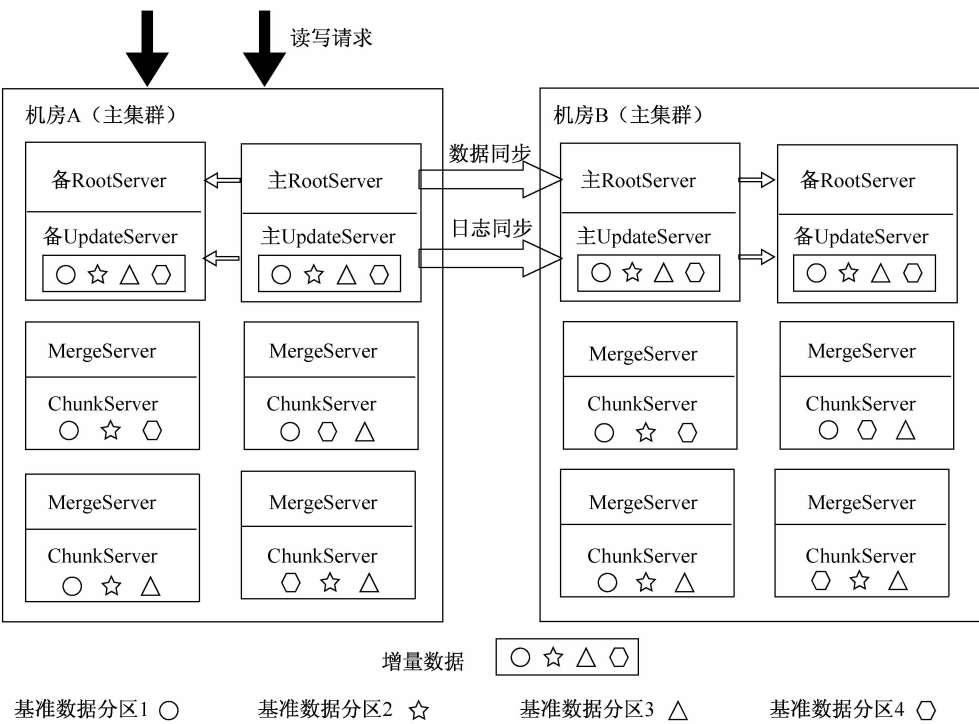 读写请求
机房A（主集群）
备RootServer
主RootServer
备UpdateServer
主UpdateServer
MergeServer
MergeServer
ChunkServer
ChunkServer
MergeServer
MergeServer
ChunkServer
ChunkServer
数据同步
日志同步
机房B（主集群）
主RootServer
备RootServer
主UpdateServer
备UpdateServer
MergeServer
MergeServer
ChunkServer
ChunkServer
MergeServer
MergeServer
ChunkServer
ChunkServer
增量数据
基准数据分区1
基准数据分区2
基准数据分区3
基准数据分区4